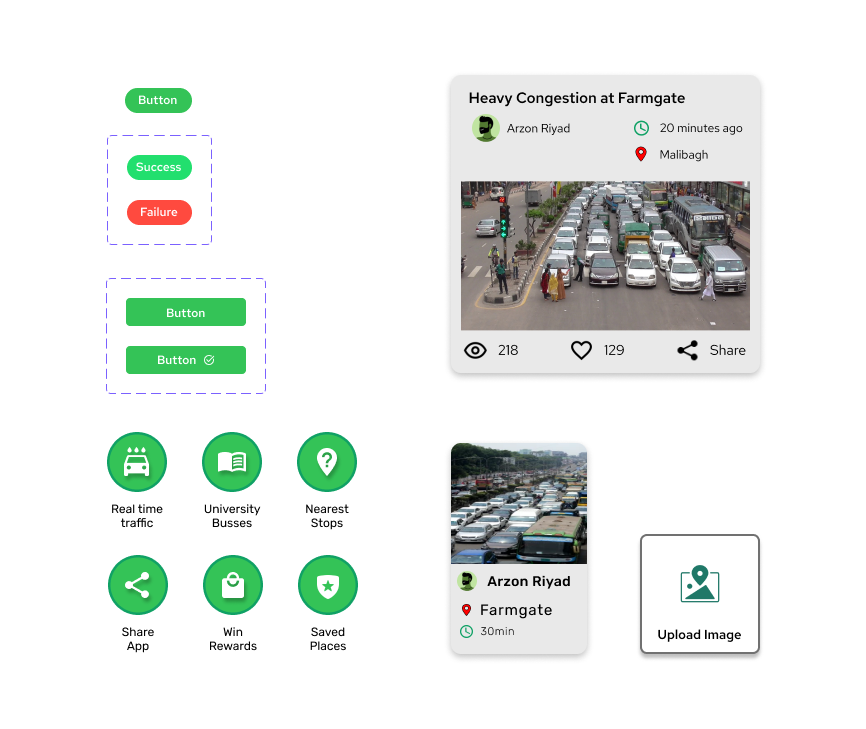 Button
Success
Failure
Button
Button
Real time
traffic
University
Busses
Nearest
Stops
Share
App
Win
Rewards
Saved
Places
Heavy Congestion at Farmgate
Arzon Riyad
20 minutes ago
Malibagh
218
129
Share
Arzon Riyad
Farmgate
30min
Upload Image